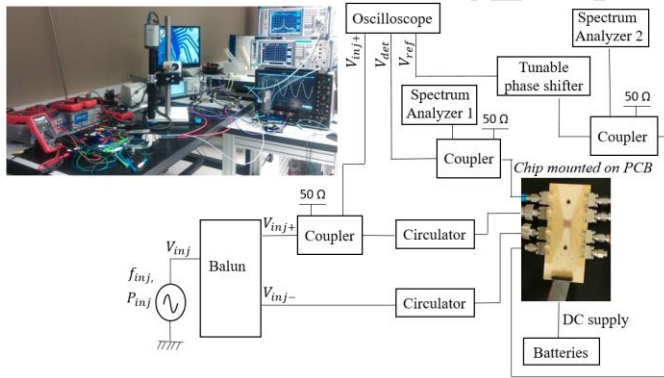 Oscilloscope
Spectrum
Analyzer 2
V_inj+
V_det
V_ref
Tunable
phase shifter
50 Ω
Spectrum
Analyzer 1
50 Ω
Coupler
Coupler
Chip mounted on PCB
50 Ω
V_inj+
Coupler
Circulator
V_inj
Balun
f_inj,
P_inj
V_inj-
Circulator
DC supply
Batteries